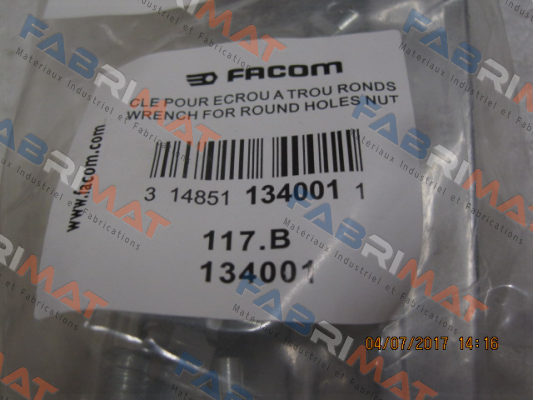 FACOM
CLE POUR ECROU A TROU RONDS
WRENCH FOR ROUND HOLES NUT
www.facom.com
3 14851 134001 1
117.B
134001
FABRIMAT
Materiaux Industriel et Fabrications
04/07/2017 14:16